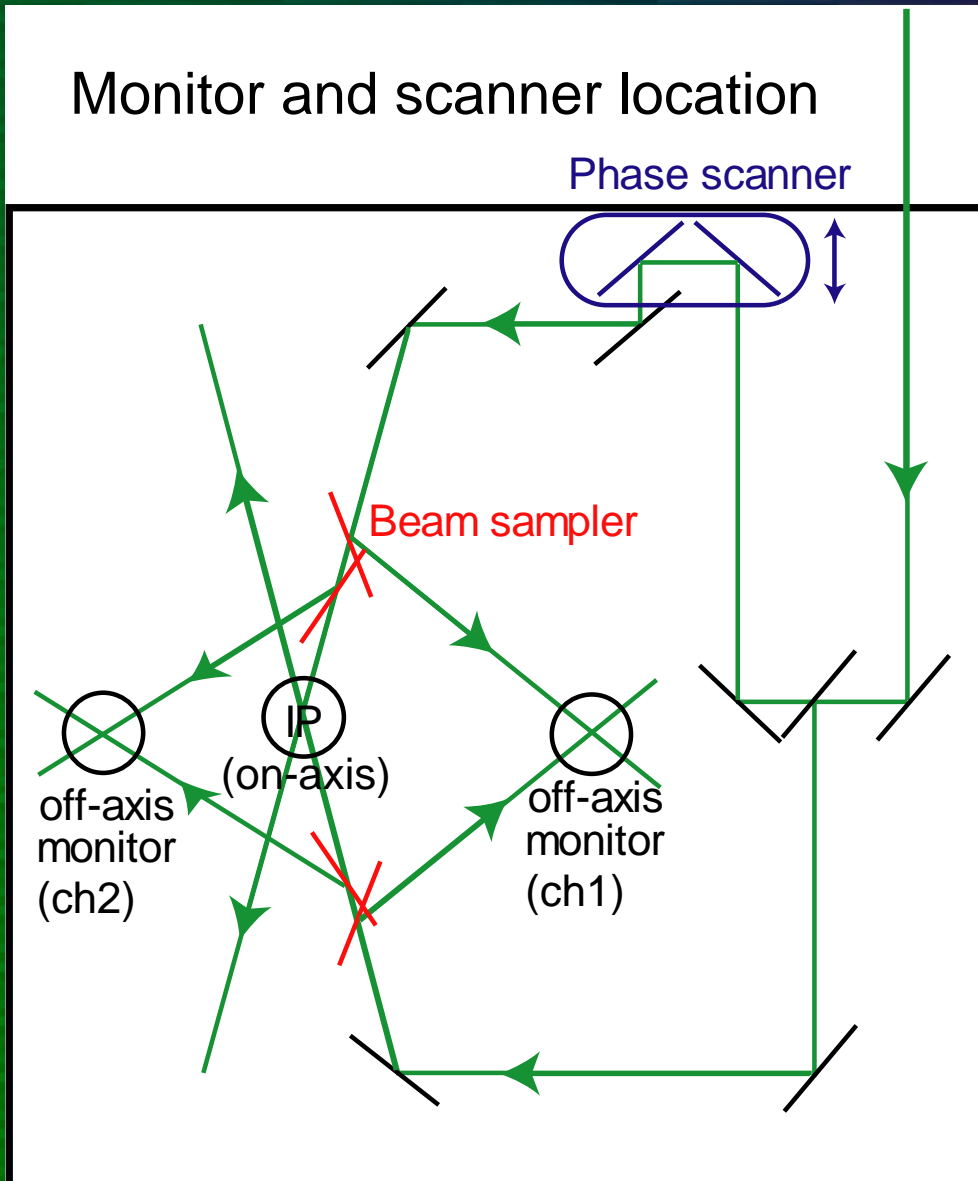 Monitor and scanner location
Phase scanner
Beam sampler
IP
(on-axis)
off-axis
monitor
(ch2)
off-axis
monitor
(ch1)